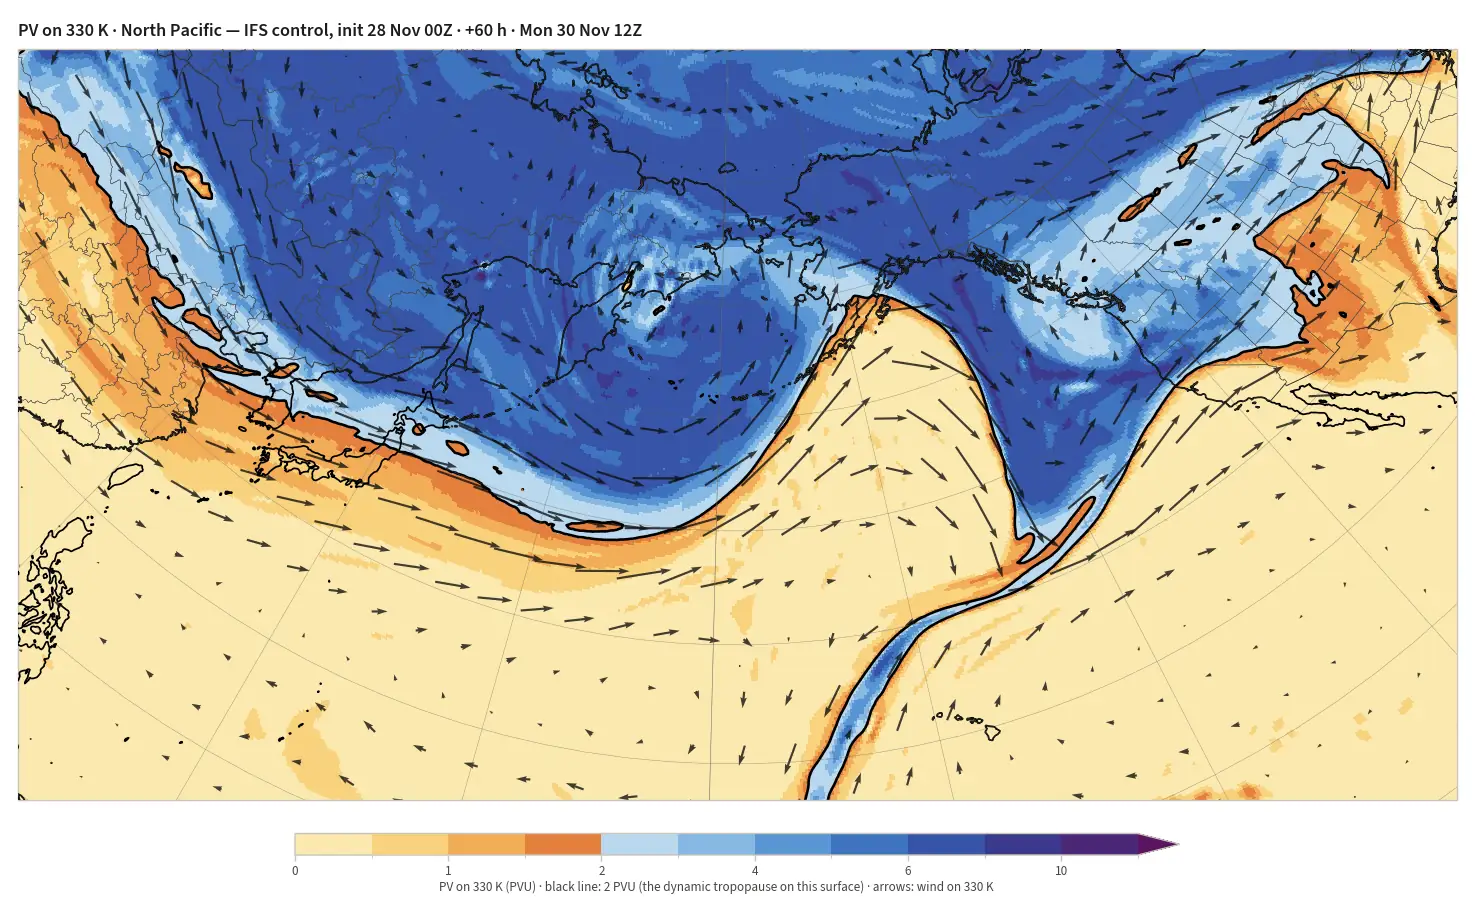 PV on 330 K · North Pacific — IFS control, init 28 Nov 00Z · +60 h · Mon 30 Nov 12Z
0 1 2 4 6 10
PV on 330 K (PVU) · black line: 2 PVU (the dynamic tropopause on this surface) · arrows: wind on 330 K